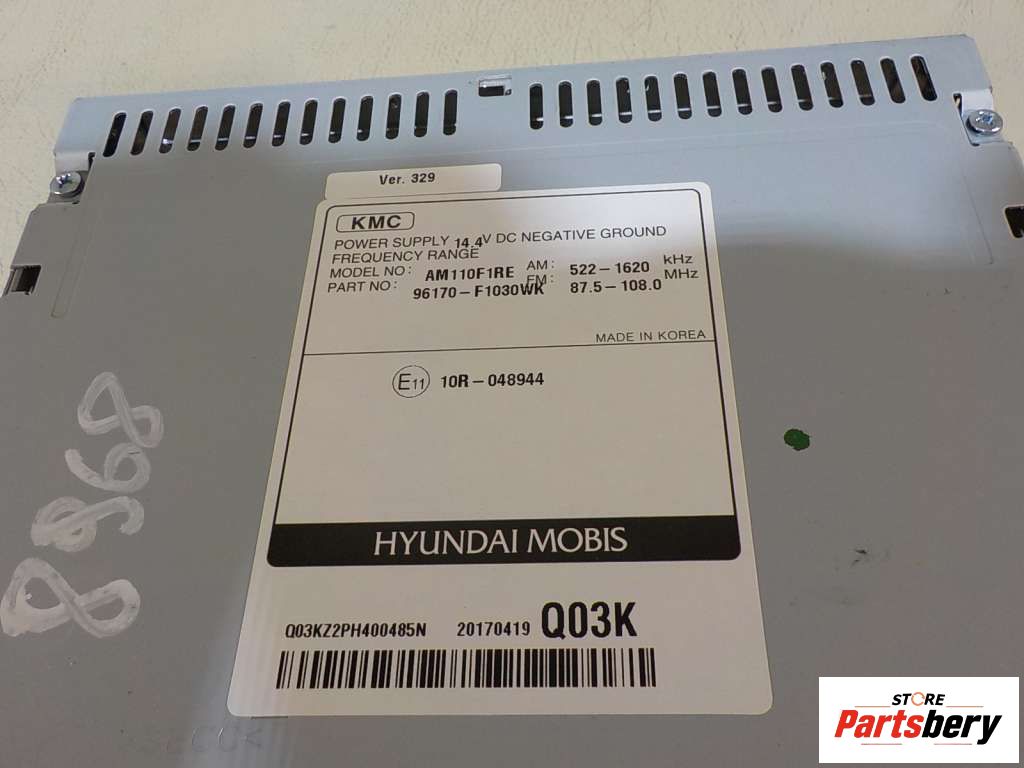 Ver. 329
KMC
POWER SUPPLY 14.4V DC NEGATIVE GROUND
FREQUENCY RANGE
MODEL NO: AM110F1RE AM: 522-1620 kHz
PART NO: 96170-F1030WK FM: 87.5-108.0 MHz
MADE IN KOREA
E11 10R-048944
8968
HYUNDAI MOBIS
Q03KZ2PH400485N 20170419 Q03K
STORE
Partsbery